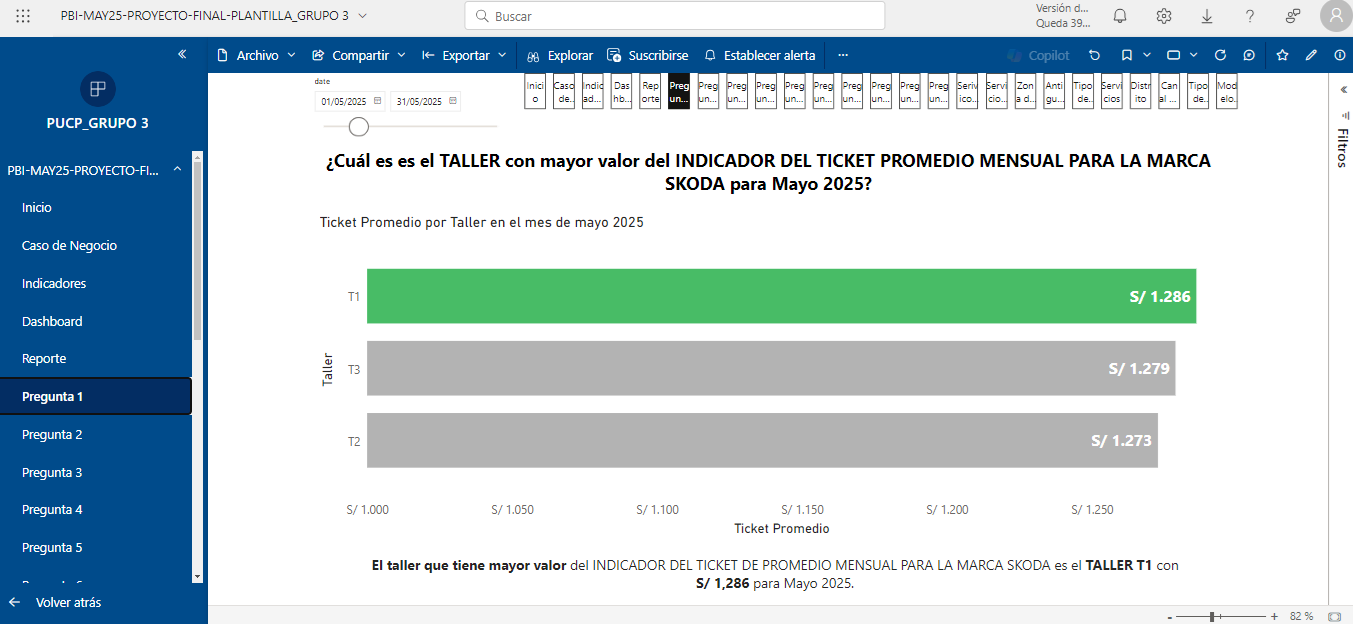 PBI-MAY25-PROYECTO-FINAL-PLANTILLA_GRUPO 3
Buscar
Versión d...
Queda 39...
Archivo
Compartir
Exportar
Explorar
Suscribirse
Establecer alerta
...
Copilot
PUCP_GRUPO 3
PBI-MAY25-PROYECTO-FI...
Inicio
Caso de Negocio
Indicadores
Dashboard
Reporte
Pregunta 1
Pregunta 2
Pregunta 3
Pregunta 4
Pregunta 5
Volver atrás
date
01/05/2025
31/05/2025
Inici
o
Caso
de...
Indic
ad...
Das
hb...
Rep
orte
Preg
un...
Preg
un...
Preg
un...
Preg
un...
Preg
un...
Preg
un...
Preg
un...
Preg
un...
Preg
un...
Preg
un...
Seriv
ico...
Servi
cio...
Zon
a d...
Anti
gu...
Tipo
de...
Servi
cios
Distr
ito
Can
al ...
Tipo
de...
Mod
elo.
Filtros
¿Cuál es es el TALLER con mayor valor del INDICADOR DEL TICKET PROMEDIO MENSUAL PARA LA MARCA
SKODA para Mayo 2025?
Ticket Promedio por Taller en el mes de mayo 2025
Taller
T1
S/ 1.286
T3
S/ 1.279
T2
S/ 1.273
S/ 1.000
S/ 1.050
S/ 1.100
S/ 1.150
S/ 1.200
S/ 1.250
Ticket Promedio
El taller que tiene mayor valor del INDICADOR DEL TICKET DE PROMEDIO MENSUAL PARA LA MARCA SKODA es el TALLER T1 con
S/ 1,286 para Mayo 2025.
82 %